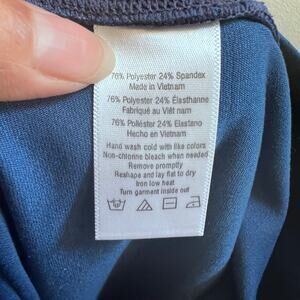 76% Polyester 24% Spandex
Made in Vietnam
76% Polyester 24% Élasthanne
Fabriqué au Viêt nam
76% Poliéster 24% Elastano
Hecho en Vietnam
Hand wash cold with like colors
Non-chlorine bleach when needed
Remove promptly
Reshape and lay flat to dry
Iron low heat
Turn garment inside out